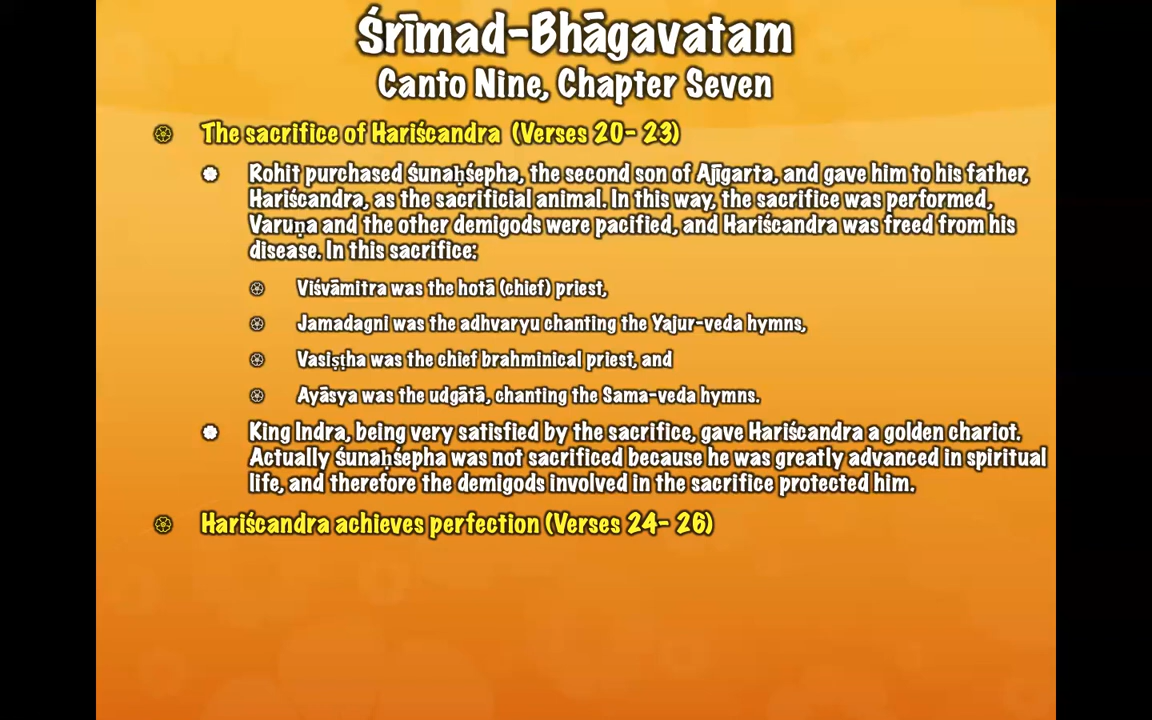 Śrīmad-Bhāgavatam
Canto Nine, Chapter Seven
The sacrifice of Hariścandra (Verses 20- 23)
Rohit purchased śunaḥśepha, the second son of Ajīgarta, and gave him to his father,
Hariścandra, as the sacrificial animal. In this way, the sacrifice was performed,
Varuṇa and the other demigods were pacified, and Hariścandra was freed from his
disease. In this sacrifice:
Viśvāmitra was the hotā (chief) priest,
Jamadagni was the adhvaryu chanting the Yajur-veda hymns,
Vasiṣṭha was the chief brahminical priest, and
Ayāsya was the udgātā, chanting the Sama-veda hymns.
King Indra, being very satisfied by the sacrifice, gave Hariścandra a golden chariot.
Actually śunaḥśepha was not sacrificed because he was greatly advanced in spiritual
life, and therefore the demigods involved in the sacrifice protected him.
Hariścandra achieves perfection (Verses 24- 26)